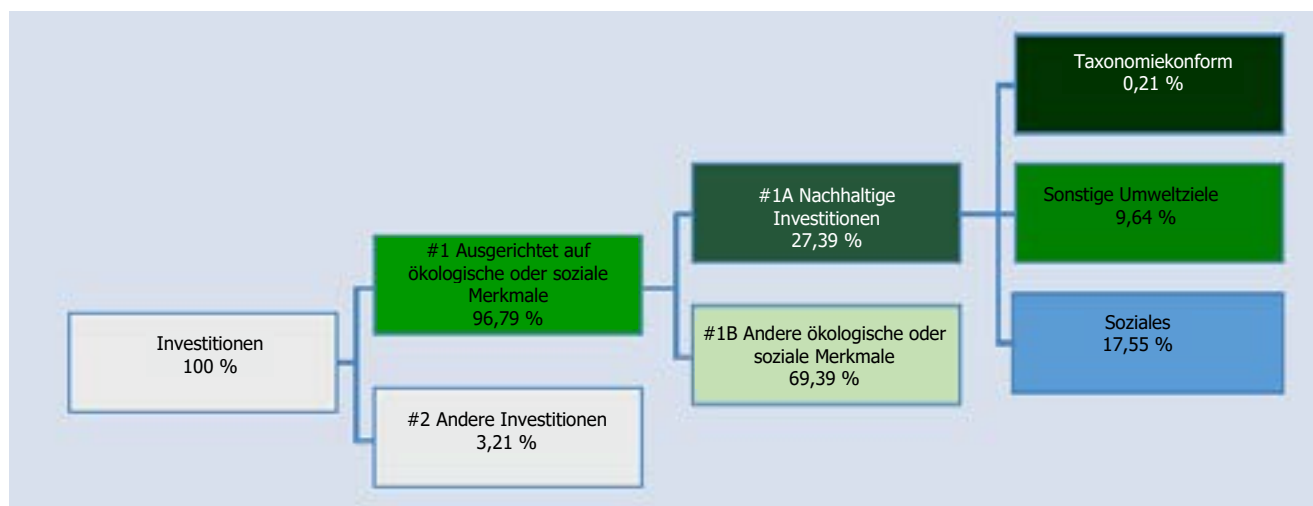 Investitionen
100 %
#1 Ausgerichtet auf
ökologische oder soziale
Merkmale
96,79 %
#2 Andere Investitionen
3,21 %
#1A Nachhaltige
Investitionen
27,39 %
#1B Andere ökologische oder
soziale Merkmale
69,39 %
Taxonomiekonform
0,21 %
Sonstige Umweltziele
9,64 %
Soziales
17,55 %